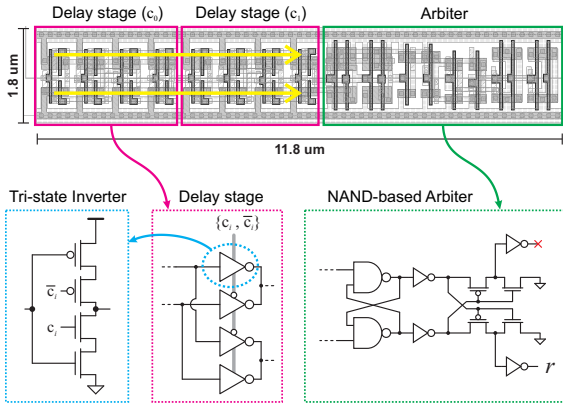 Delay stage (c₀) Delay stage (c₁) Arbiter
1.8 um
11.8 um
Tri-state Inverter Delay stage NAND-based Arbiter
{cᵢ , c̅ᵢ}
c̅ᵢ
cᵢ
r